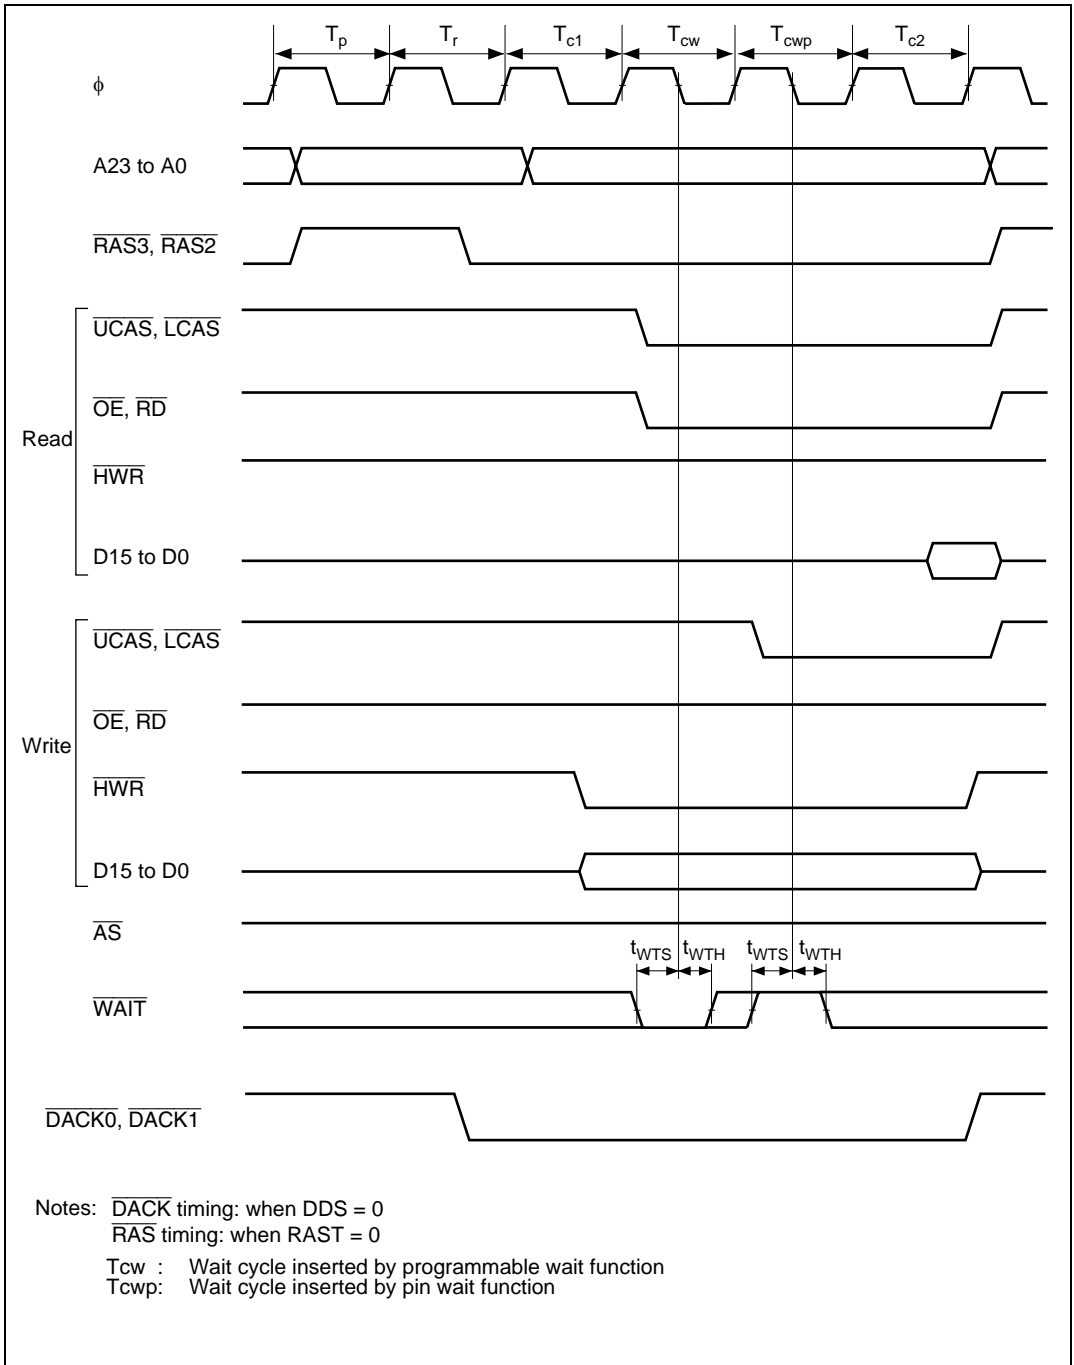 Tp Tr Tc1 Tcw Tcwp Tc2
ϕ
A23 to A0
RAS3, RAS2
UCAS, LCAS
OE, RD
Read
HWR
D15 to D0
UCAS, LCAS
OE, RD
Write
HWR
D15 to D0
AS
tWTS tWTH tWTS tWTH
WAIT
DACK0, DACK1
Notes: DACK timing: when DDS = 0
RAS timing: when RAST = 0
Tcw : Wait cycle inserted by programmable wait function
Tcwp: Wait cycle inserted by pin wait function